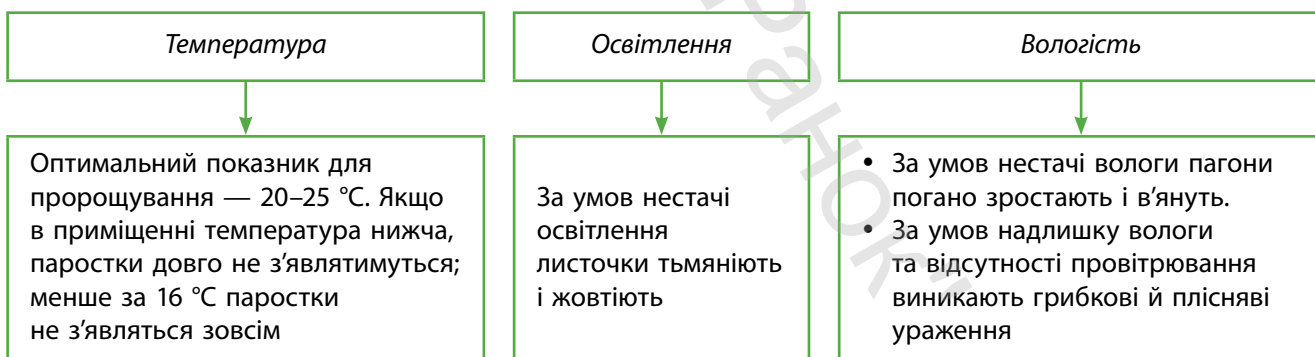 Температура
Освітлення
Вологість
Оптимальний показник для
пророщування — 20–25 °С. Якщо
в приміщенні температура нижча,
паростки довго не з'являтимуться;
менше за 16 °С паростки
не з'являться зовсім
За умов нестачі
освітлення
листочки тьмяніють
і жовтіють
• За умов нестачі вологи пагони
погано зростають і в'януть.
• За умов надлишку вологи
та відсутності провітрювання
виникають грибкові й плісняві
ураження
Ранок"